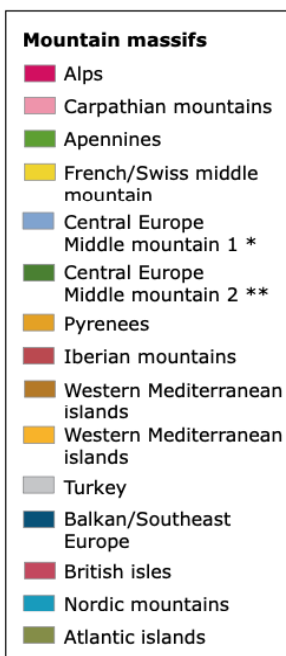 Mountain massifs
Alps
Carpathian mountains
Apennines
French/Swiss middle
mountain
Central Europe
Middle mountain 1 *
Central Europe
Middle mountain 2 **
Pyrenees
Iberian mountains
Western Mediterranean
islands
Western Mediterranean
islands
Turkey
Balkan/Southeast
Europe
British isles
Nordic mountains
Atlantic islands